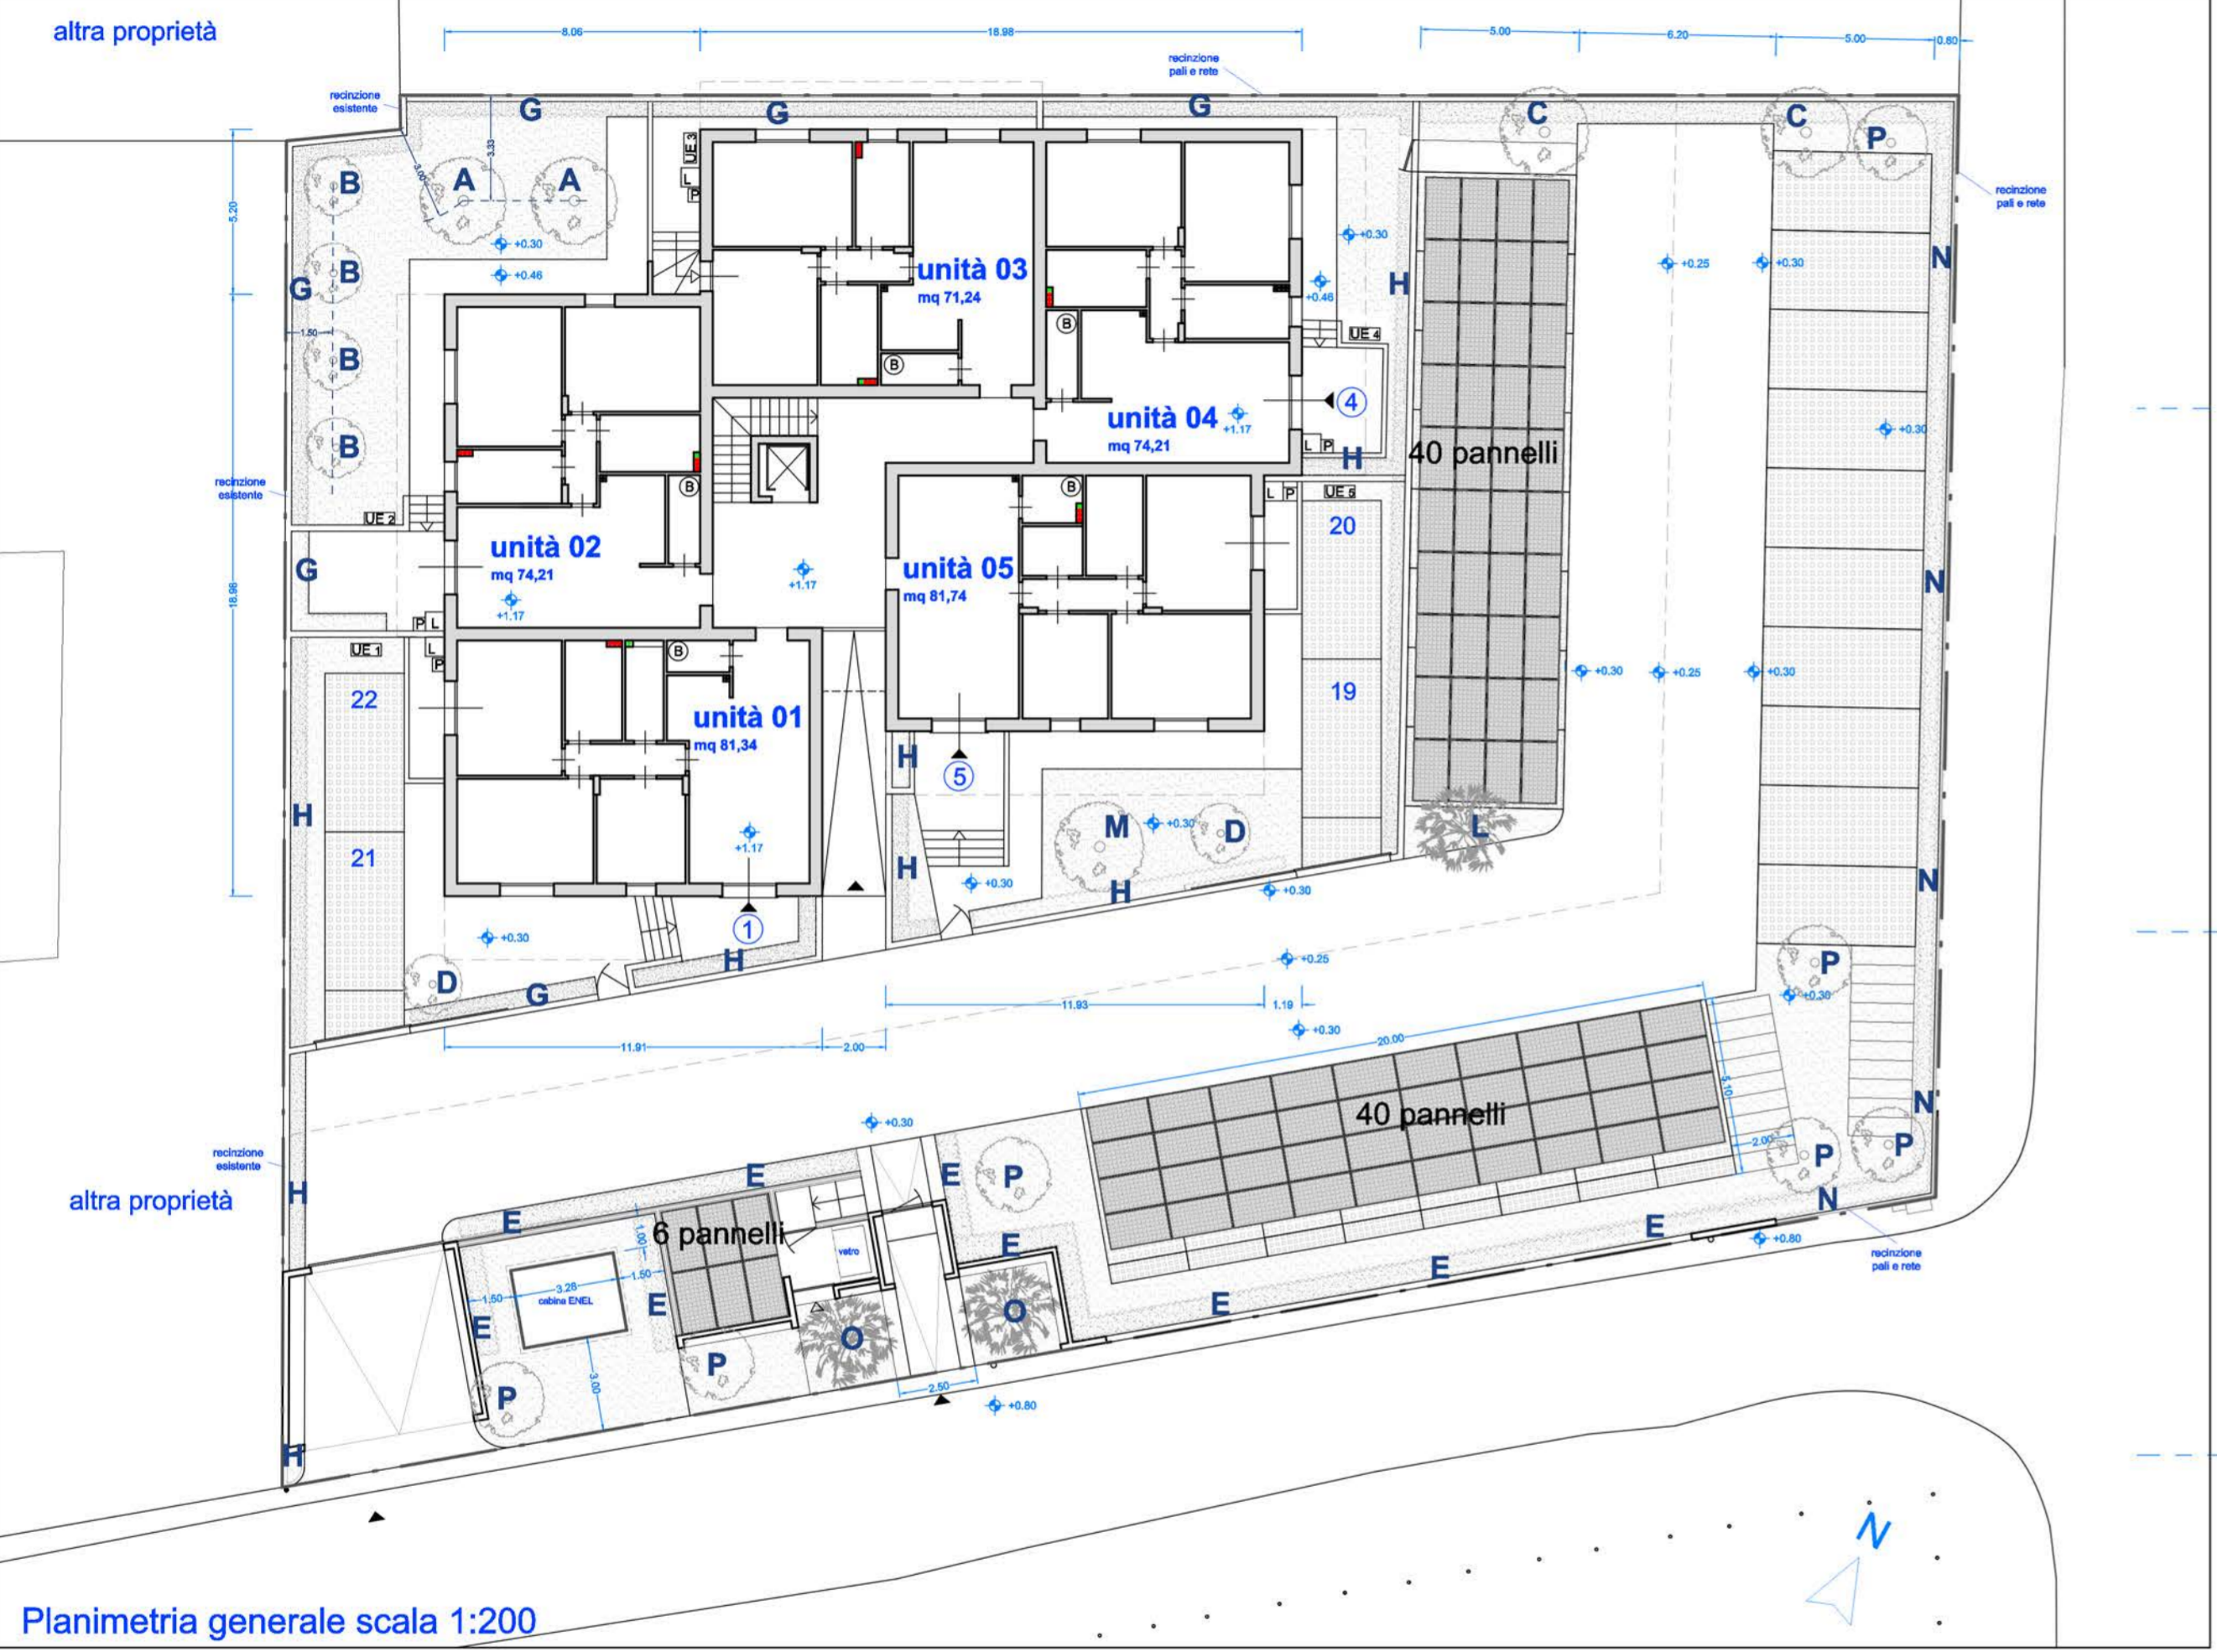 altra proprietà
8.06
18.98
5.00
6.20
5.00
0.80
recinzione
pali e rete
recinzione
esistente
G
G
G
C
C
P
3.33
3.00
UE 3
L
P
B
A
A
recinzione
pali e rete
5.20
+0.30
+0.46
+0.30
+0.46
+0.25
+0.30
N
B
G
unità 03
mq 71,24
H
1.50
B
B
UE 4
B
B
unità 04
mq 74,21
+1.17
4
L P
H
40 pannelli
+0.30
recinzione
esistente
B
B
L P
UE 5
UE 2
20
unità 02
mq 74,21
+1.17
G
+1.17
unità 05
mq 81,74
N
18.98
P L
UE 1
L
P
B
22
19
+0.30
+0.25
+0.30
unità 01
mq 81,34
H
5
H
21
+1.17
M
+0.30
D
L
H
+0.30
H
+0.30
N
1
+0.30
H
D
G
+0.25
P
+0.30
11.93
1.19
+0.30
11.91
2.00
20.00
5.10
40 pannelli
+0.30
N
2.00
P
P
recinzione
esistente
altra proprietà
H
E
E
P
N
E
6 pannelli
1.00
vetro
E
E
+0.80
recinzione
pali e rete
E
3.28
cabina ENEL
1.50
1.50
E
E
O
O
E
P
P
3.00
2.50
+0.80
H
N
Planimetria generale scala 1:200